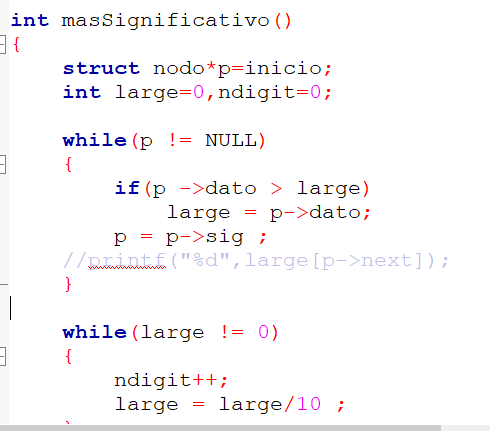 int masSignificativo()
{
struct nodo*p=inicio;
int large=0,ndigit=0;
while(p != NULL)
{
if(p ->dato > large)
large = p->dato;
p = p->sig ;
//printf("%d",large[p->next]);
}
while(large != 0)
{
ndigit++;
large = large/10 ;